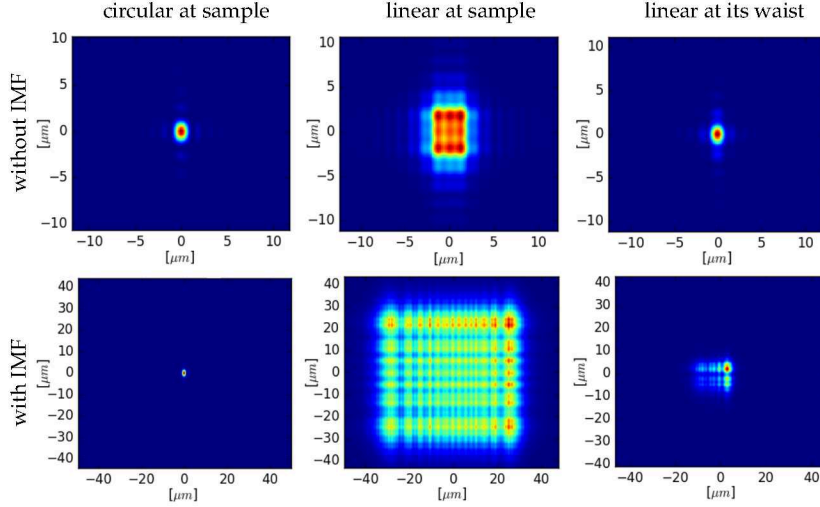 circular at sample
linear at sample
linear at its waist
without IMF
[μm]
10
5
0
−5
−10
−10 −5 0 5 10
[μm]
[μm]
10
5
0
−5
−10
−10 −5 0 5 10
[μm]
[μm]
10
5
0
−5
−10
−10 −5 0 5 10
[μm]
with IMF
[μm]
40
30
20
10
0
−10
−20
−30
−40
−40 −20 0 20 40
[μm]
[μm]
40
30
20
10
0
−10
−20
−30
−40
−40 −20 0 20 40
[μm]
[μm]
40
30
20
10
0
−10
−20
−30
−40
−40 −20 0 20 40
[μm]